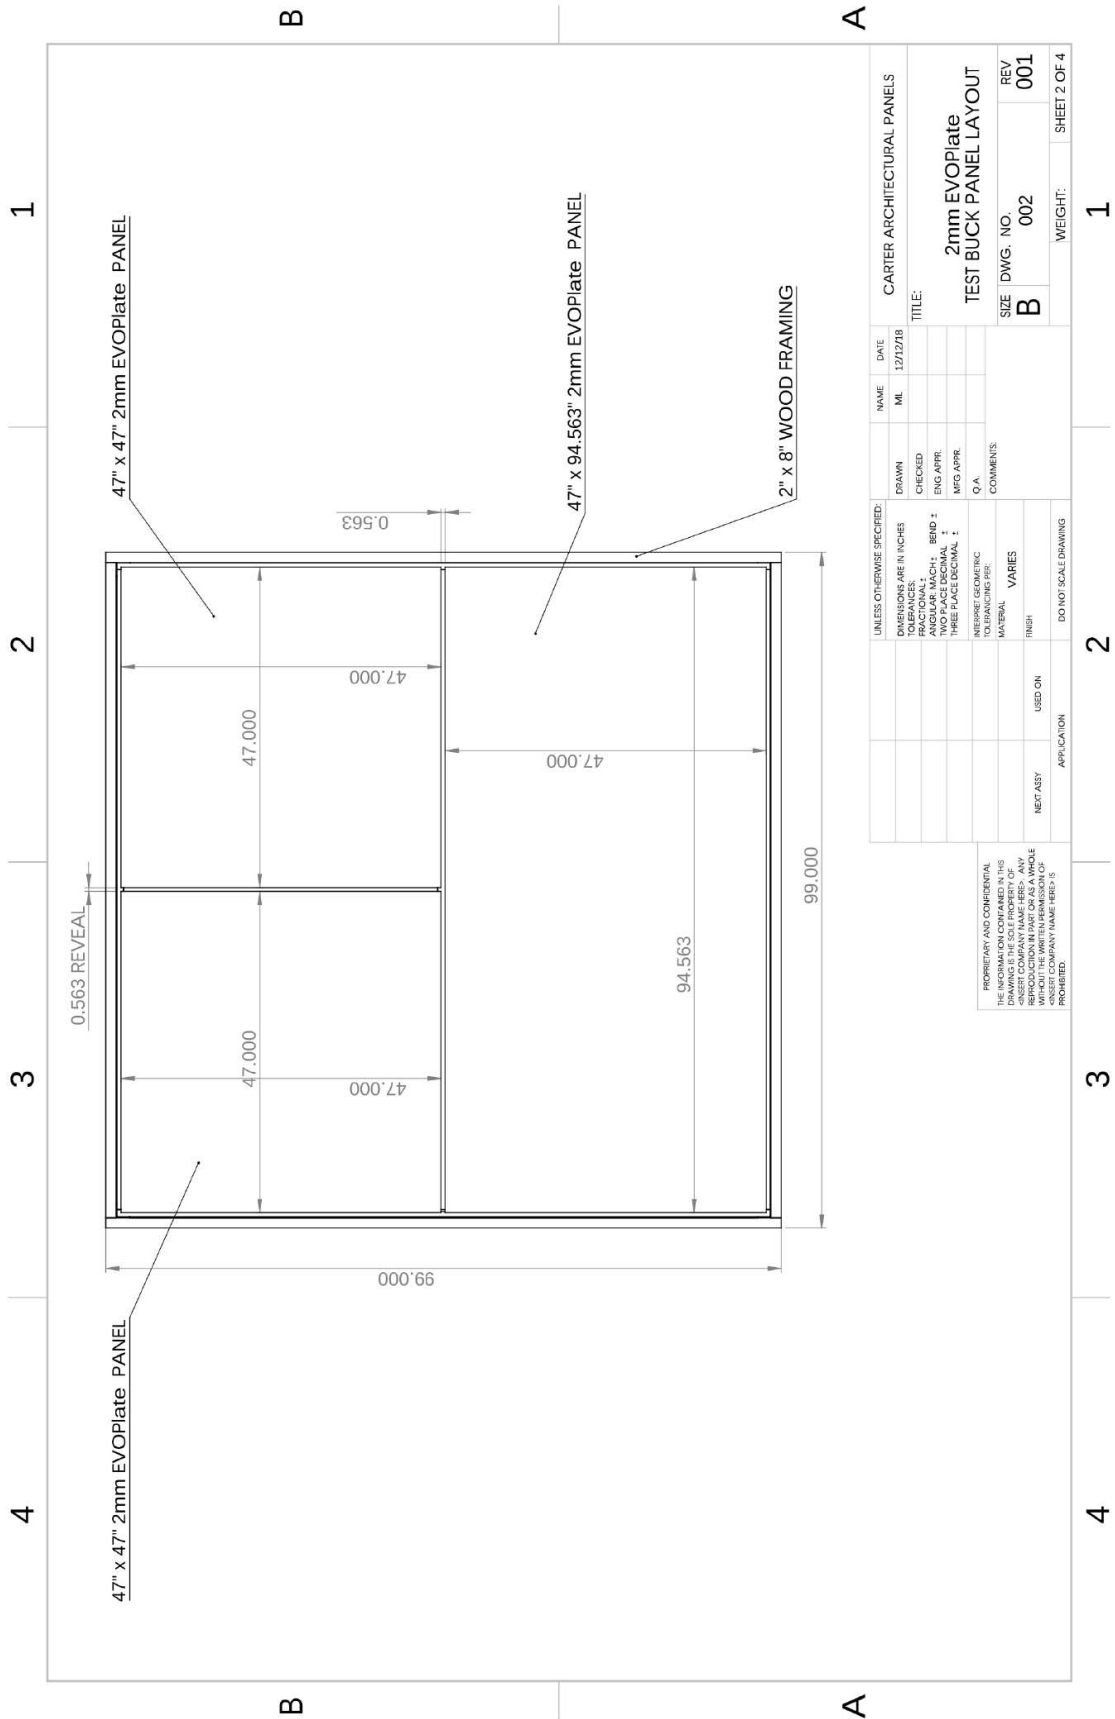 4
3
2
1
B
B
A
A
4
3
2
1
47" x 47" 2mm EVOPlate PANEL
0.563 REVEAL
47" x 47" 2mm EVOPlate PANEL
47.000
47.000
47.000
47.000
0.563
99.000
47.000
94.563
47" x 94.563" 2mm EVOPlate PANEL
99.000
2" x 8" WOOD FRAMING
PROPRIETARY AND CONFIDENTIAL
THE INFORMATION CONTAINED IN THIS
DRAWING IS THE SOLE PROPERTY OF
<INSERT COMPANY NAME HERE>. ANY
REPRODUCTION IN PART OR AS A WHOLE
WITHOUT THE WRITTEN PERMISSION OF
<INSERT COMPANY NAME HERE> IS
PROHIBITED.
NEXT ASSY
USED ON
APPLICATION
UNLESS OTHERWISE SPECIFIED:
DIMENSIONS ARE IN INCHES
TOLERANCES:
FRACTIONAL ±
ANGULAR: MACH ± BEND ±
TWO PLACE DECIMAL ±
THREE PLACE DECIMAL ±
INTERPRET GEOMETRIC
TOLERANCING PER:
MATERIAL
VARIES
FINISH
DO NOT SCALE DRAWING
NAME
DATE
DRAWN
ML
12/12/18
CHECKED
ENG APPR.
MFG APPR.
Q.A.
COMMENTS:
CARTER ARCHITECTURAL PANELS
TITLE:
2mm EVOPlate
TEST BUCK PANEL LAYOUT
SIZE
B
DWG. NO.
002
REV
001
WEIGHT:
SHEET 2 OF 4